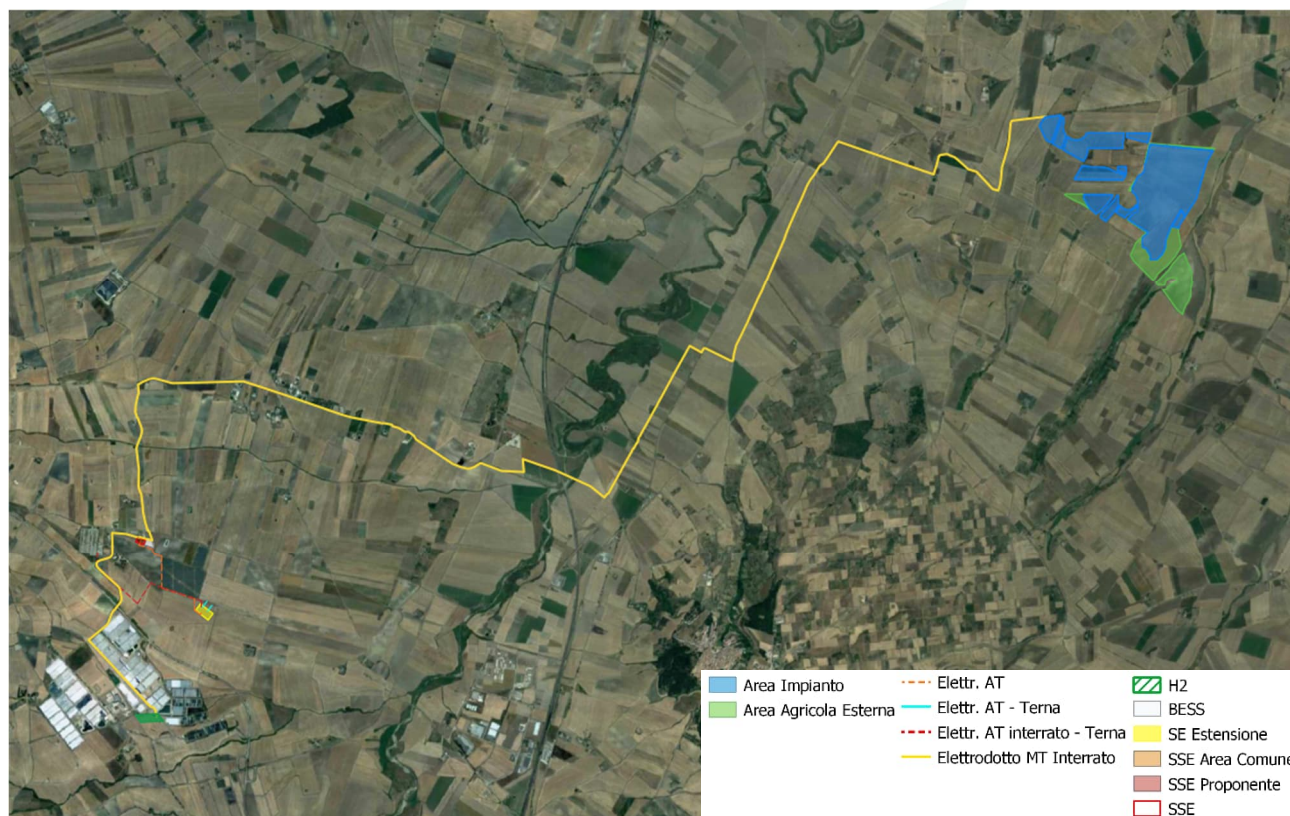 Area Impianto
Area Agricola Esterna
Elettr. AT
Elettr. AT - Terna
Elettr. AT interrato - Terna
Elettrodotto MT Interrato
H2
BESS
SE Estensione
SSE Area Comune
SSE Proponente
SSE